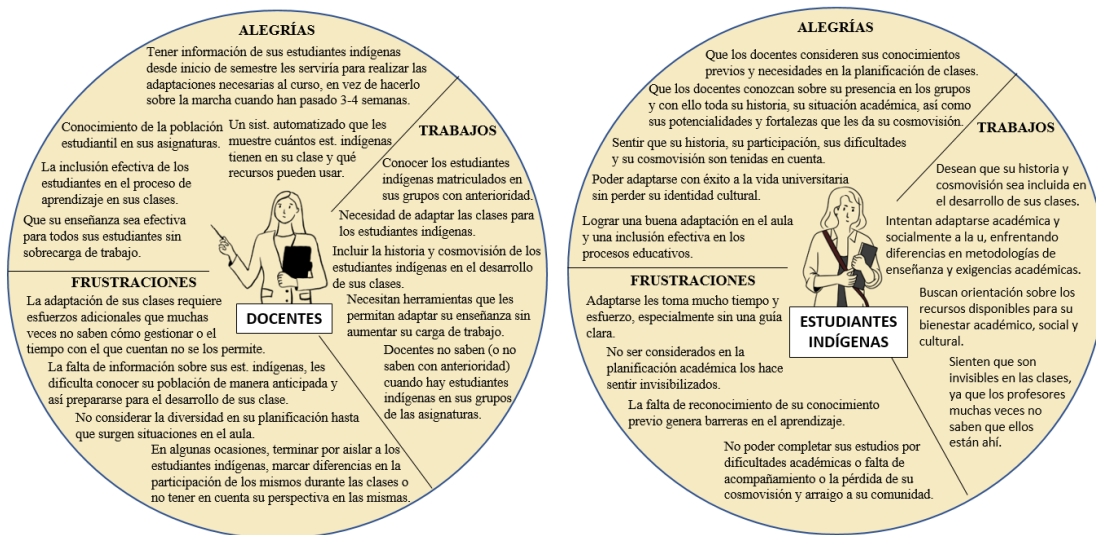 ALEGRÍAS
Tener información de sus estudiantes indígenas
desde inicio de semestre les serviría para realizar las
adaptaciones necesarias al curso, en vez de hacerlo
sobre la marcha cuando han pasado 3-4 semanas.
Conocimiento de la población
estudiantil en sus asignaturas.
Un sist. automatizado que les
muestre cuántos est. indígenas
tienen en su clase y qué
recursos pueden usar.
La inclusión efectiva de los
estudiantes en el proceso de
aprendizaje en sus clases.
Que su enseñanza sea efectiva
para todos sus estudiantes sin
sobrecarga de trabajo.
TRABAJOS
Conocer los estudiantes
indígenas matriculados en
sus grupos con anterioridad.
Necesidad de adaptar las clases para
los estudiantes indígenas.
Incluir la historia y cosmovisión de los
estudiantes indígenas en el desarrollo
de sus clases.
Necesitan herramientas que les
permitan adaptar su enseñanza sin
aumentar su carga de trabajo.
Docentes no saben (o no
saben con anterioridad)
cuando hay estudiantes
indígenas en sus grupos
de las asignaturas.
DOCENTES
FRUSTRACIONES
La adaptación de sus clases requiere
esfuerzos adicionales que muchas
veces no saben cómo gestionar o el
tiempo con el que cuentan no se los permite.
La falta de información sobre sus est. indígenas, les
dificulta conocer su población de manera anticipada y
así prepararse para el desarrollo de sus clase.
No considerar la diversidad en su planificación hasta
que surgen situaciones en el aula.
En algunas ocasiones, terminar por aislar a los
estudiantes indígenas, marcar diferencias en la
participación de los mismos durante las clases o
no tener en cuenta su perspectiva en las mismas.
ALEGRÍAS
Que los docentes consideren sus conocimientos
previos y necesidades en la planificación de clases.
Que los docentes conozcan sobre su presencia en los grupos
y con ello toda su historia, su situación académica, así como
sus potencialidades y fortalezas que les da su cosmovisión.
Sentir que su historia, su participación, sus dificultades
y su cosmovisión son tenidas en cuenta.
Poder adaptarse con éxito a la vida universitaria
sin perder su identidad cultural.
Lograr una buena adaptación en el aula
y una inclusión efectiva en los
procesos educativos.
TRABAJOS
Desean que su historia y
cosmovisión sea incluida en
el desarrollo de sus clases.
Intentan adaptarse académica y
socialmente a la u, enfrentando
diferencias en metodologías de
enseñanza y exigencias académicas.
Buscan orientación sobre los
recursos disponibles para su
bienestar académico, social y
cultural.
Sienten que son
invisibles en las clases,
ya que los profesores
muchas veces no
saben que ellos
están ahí.
ESTUDIANTES
INDÍGENAS
FRUSTRACIONES
Adaptarse les toma mucho tiempo y
esfuerzo, especialmente sin una guía
clara.
No ser considerados en la
planificación académica los hace
sentir invisibilizados.
La falta de reconocimiento de su conocimiento
previo genera barreras en el aprendizaje.
No poder completar sus estudios por
dificultades académicas o falta de
acompañamiento o la pérdida de su
cosmovisión y arraigo a su comunidad.